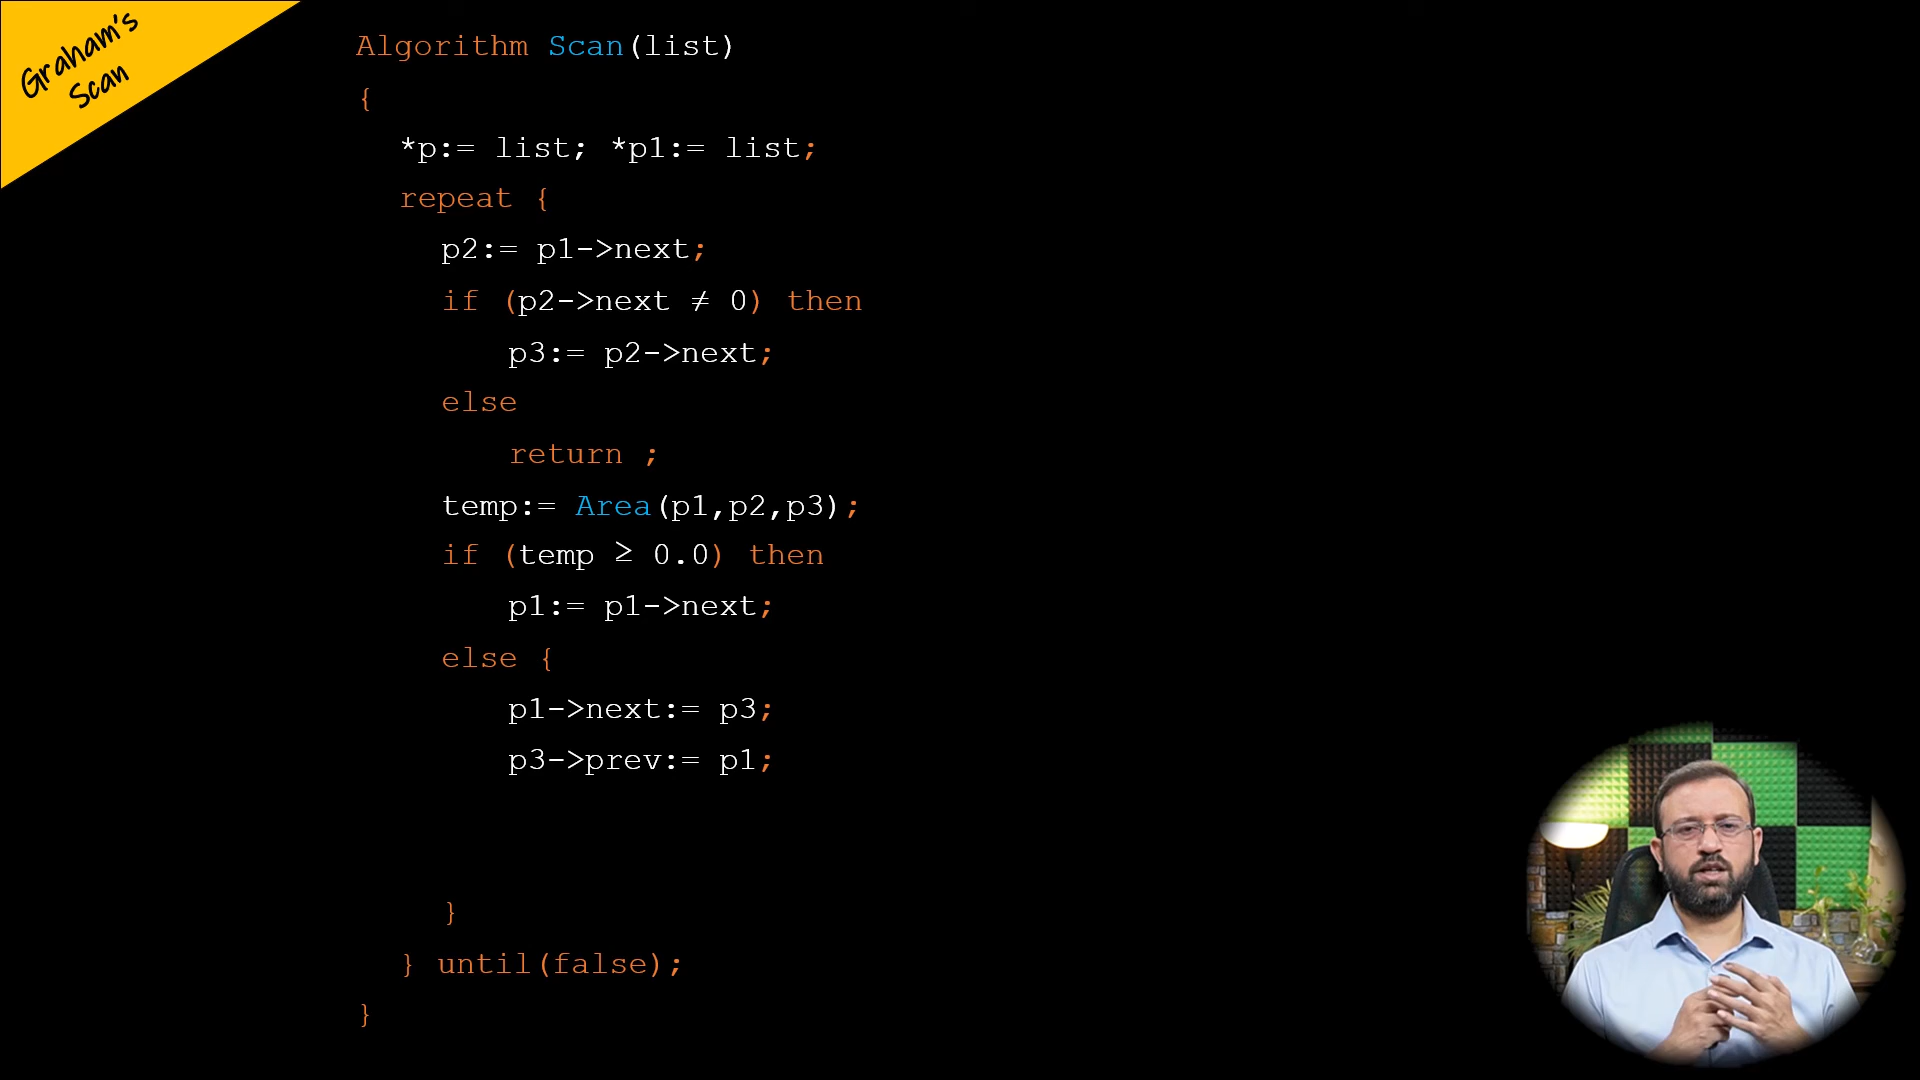 Graham's
Scan
Algorithm Scan(list)
{
*p:= list; *p1:= list;
repeat {
p2:= p1->next;
if (p2->next ≠ 0) then
p3:= p2->next;
else
return ;
temp:= Area(p1,p2,p3);
if (temp ≥ 0.0) then
p1:= p1->next;
else {
p1->next:= p3;
p3->prev:= p1;
}
} until(false);
}